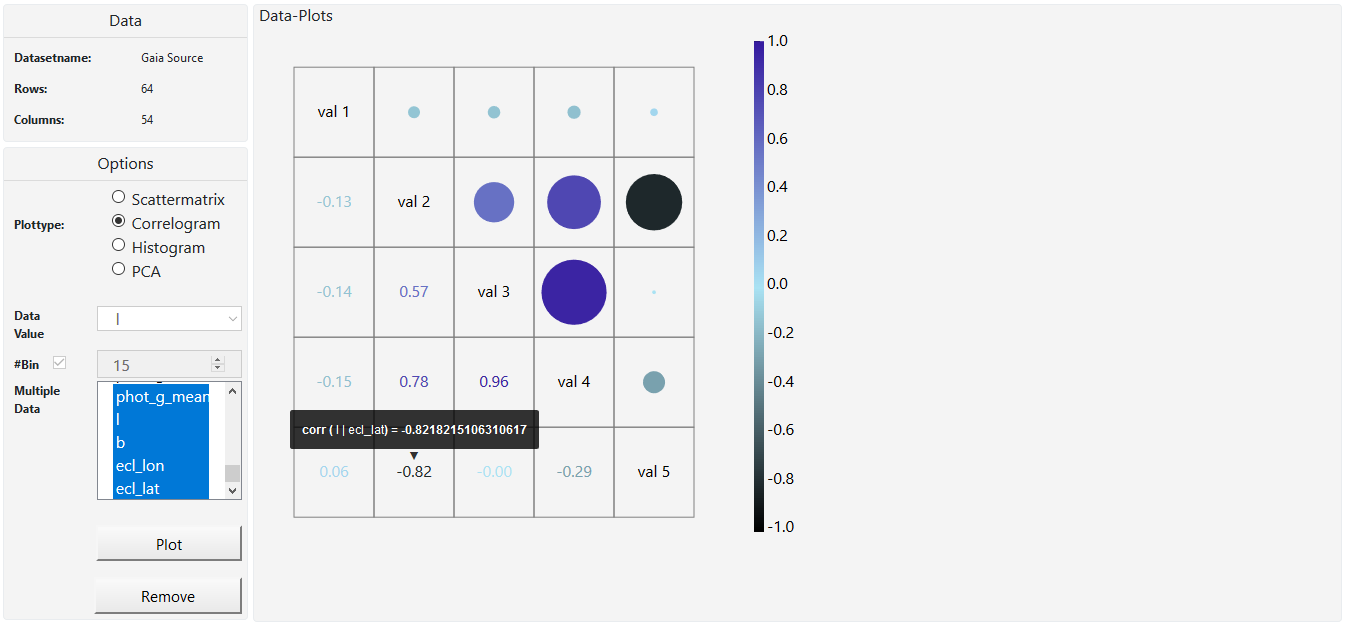 Data
Datasetname: Gaia Source
Rows: 64
Columns: 54
Options
Plottype:
Scattermatrix
Correlogram
Histogram
PCA
Data
Value
l
#Bin
15
Multiple
Data
phot_g_mean
l
b
ecl_lon
ecl_lat
Plot
Remove
Data-Plots
val 1
-0.13 val 2
-0.14 0.57 val 3
-0.15 0.78 0.96 val 4
corr ( l | ecl_lat) = -0.8218215106310617
0.06 -0.82 -0.00 -0.29 val 5
1.0
0.8
0.6
0.4
0.2
0.0
-0.2
-0.4
-0.6
-0.8
-1.0